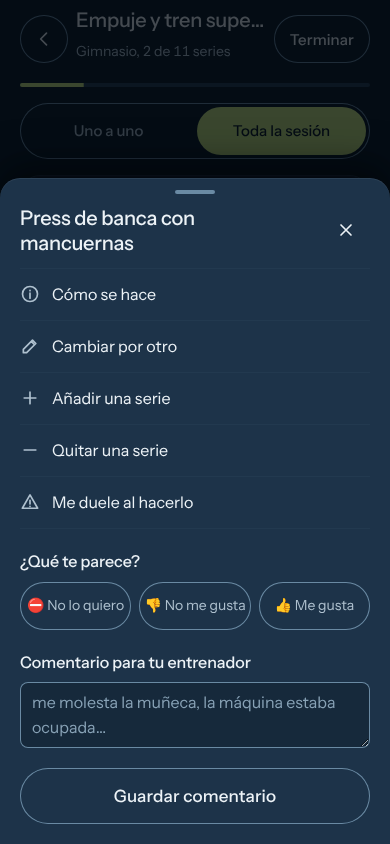 Empuje y tren supe...
Gimnasio, 2 de 11 series
Terminar
Uno a uno
Toda la sesión
Press de banca con
mancuernas
Cómo se hace
Cambiar por otro
Añadir una serie
Quitar una serie
Me duele al hacerlo
¿Qué te parece?
⛔ No lo quiero
👎 No me gusta
👍 Me gusta
Comentario para tu entrenador
me molesta la muñeca, la máquina estaba
ocupada...
Guardar comentario